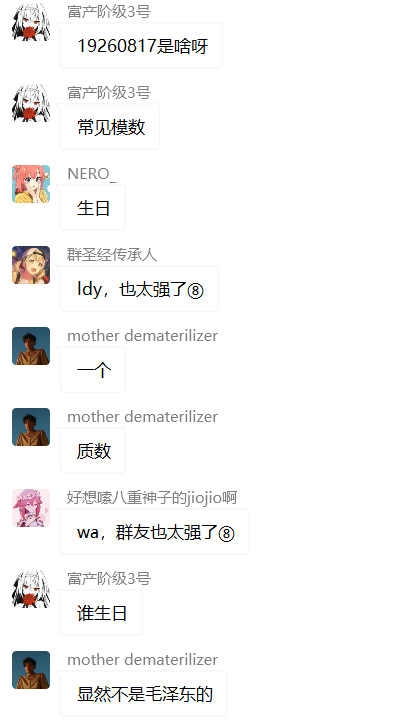 富产阶级3号
19260817是啥呀
富产阶级3号
常见模数
NERO_
生日
群圣经传承人
ldy，也太强了⑧
mother dematerilizer
一个
mother dematerilizer
质数
好想嗦八重神子的jiojio啊
wa，群友也太强了⑧
富产阶级3号
谁生日
mother dematerilizer
显然不是毛泽东的